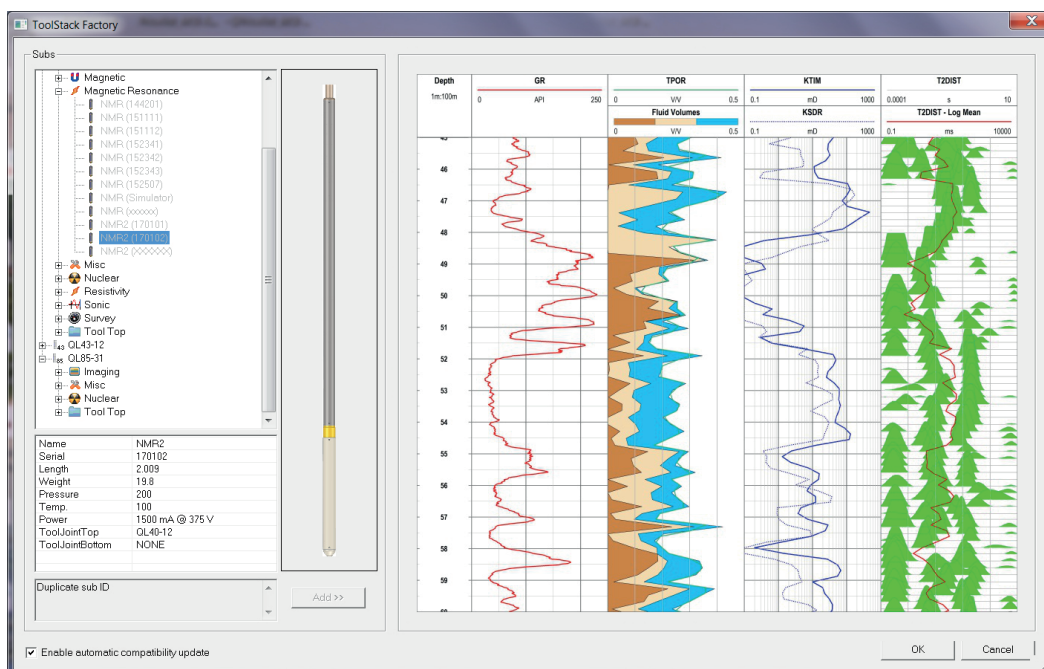 ToolStack Factory
Subs
Magnetic
Magnetic Resonance
NMR (144201)
NMR (151111)
NMR (151112)
NMR (152341)
NMR (152342)
NMR (152343)
NMR (152507)
NMR (Simulator)
NMR (xxxxxx)
NMR2 (170101)
NMR2 (170102)
NMR2 (XXXXXX)
Misc
Nuclear
Resistivity
Sonic
Survey
Tool Top
43 QL43-12
85 QL85-31
Imaging
Misc
Nuclear
Tool Top
Name NMR2
Serial 170102
Length 2.009
Weight 19.8
Pressure 200
Temp. 100
Power 1500 mA @ 375 V
ToolJointTop QL40-12
ToolJointBottom NONE
Duplicate sub ID
Add >>
Enable automatic compatibility update
Depth GR TPOR KTIM T2DIST
1m:100m 0 API 250 0 V/V 0.5 0.1 mD 1000 0.0001 s 10
Fluid Volumes KSDR T2DIST - Log Mean
0 V/V 0.5 0.1 mD 1000 0.1 ms 10000
46
47
48
49
50
51
52
53
54
55
56
57
58
59
OK Cancel